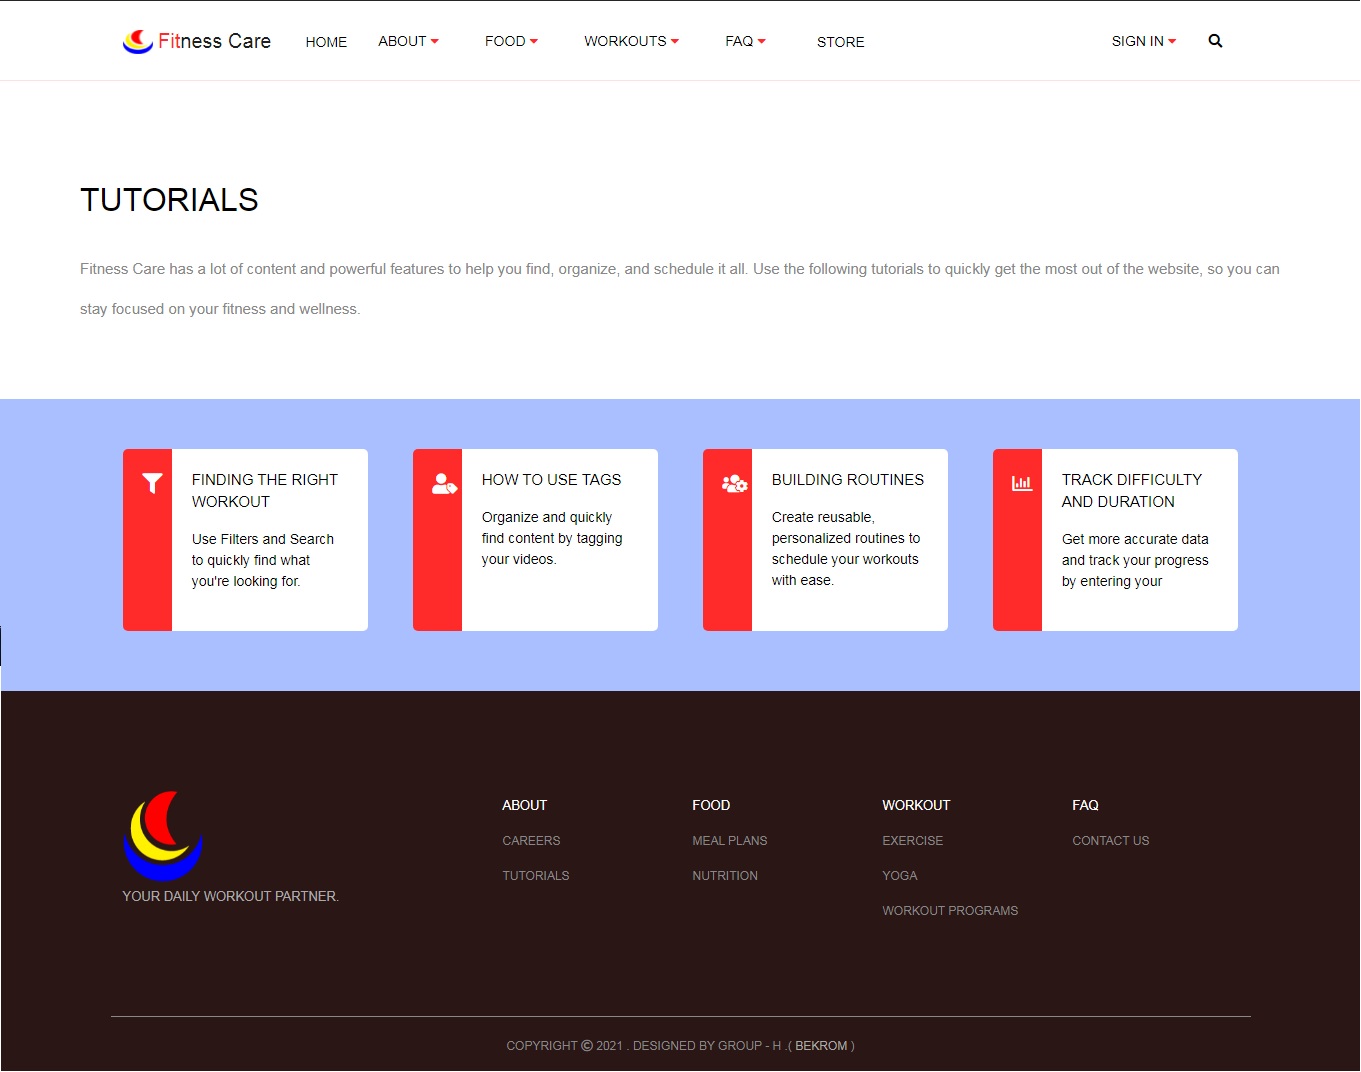 Fitness Care
HOME
ABOUT
FOOD
WORKOUTS
FAQ
STORE
SIGN IN
TUTORIALS
Fitness Care has a lot of content and powerful features to help you find, organize, and schedule it all. Use the following tutorials to quickly get the most out of the website, so you can
stay focused on your fitness and wellness.
FINDING THE RIGHT
WORKOUT
Use Filters and Search
to quickly find what
you're looking for.
HOW TO USE TAGS
Organize and quickly
find content by tagging
your videos.
BUILDING ROUTINES
Create reusable,
personalized routines to
schedule your workouts
with ease.
TRACK DIFFICULTY
AND DURATION
Get more accurate data
and track your progress
by entering your
YOUR DAILY WORKOUT PARTNER.
ABOUT
CAREERS
TUTORIALS
FOOD
MEAL PLANS
NUTRITION
WORKOUT
EXERCISE
YOGA
WORKOUT PROGRAMS
FAQ
CONTACT US
COPYRIGHT © 2021 . DESIGNED BY GROUP - H .( BEKROM )